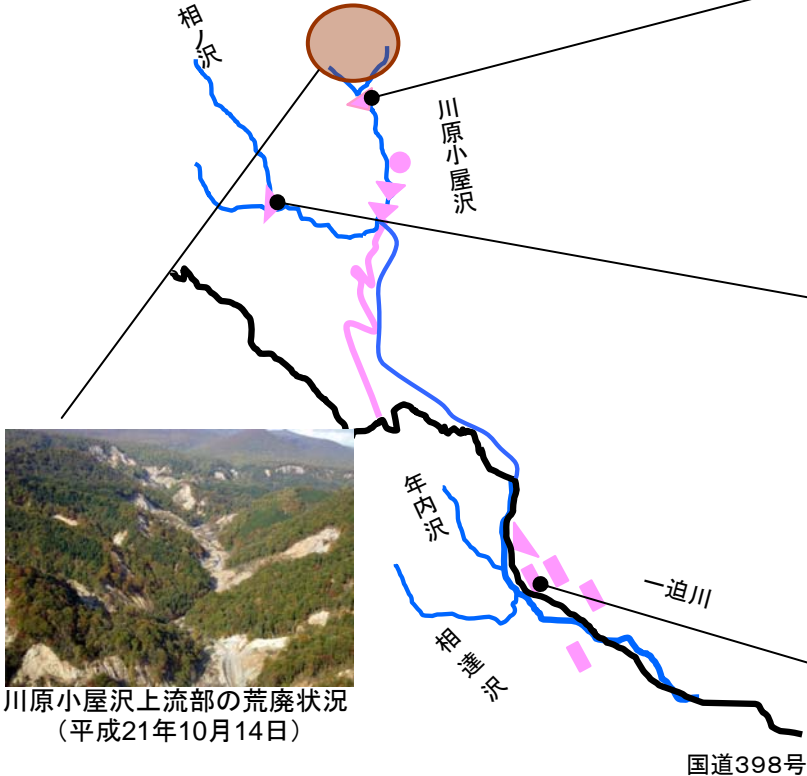 相ノ沢
川原小屋沢
年内沢
一迫川
相達沢
川原小屋沢上流部の荒廃状況
（平成21年10月14日）
国道398号